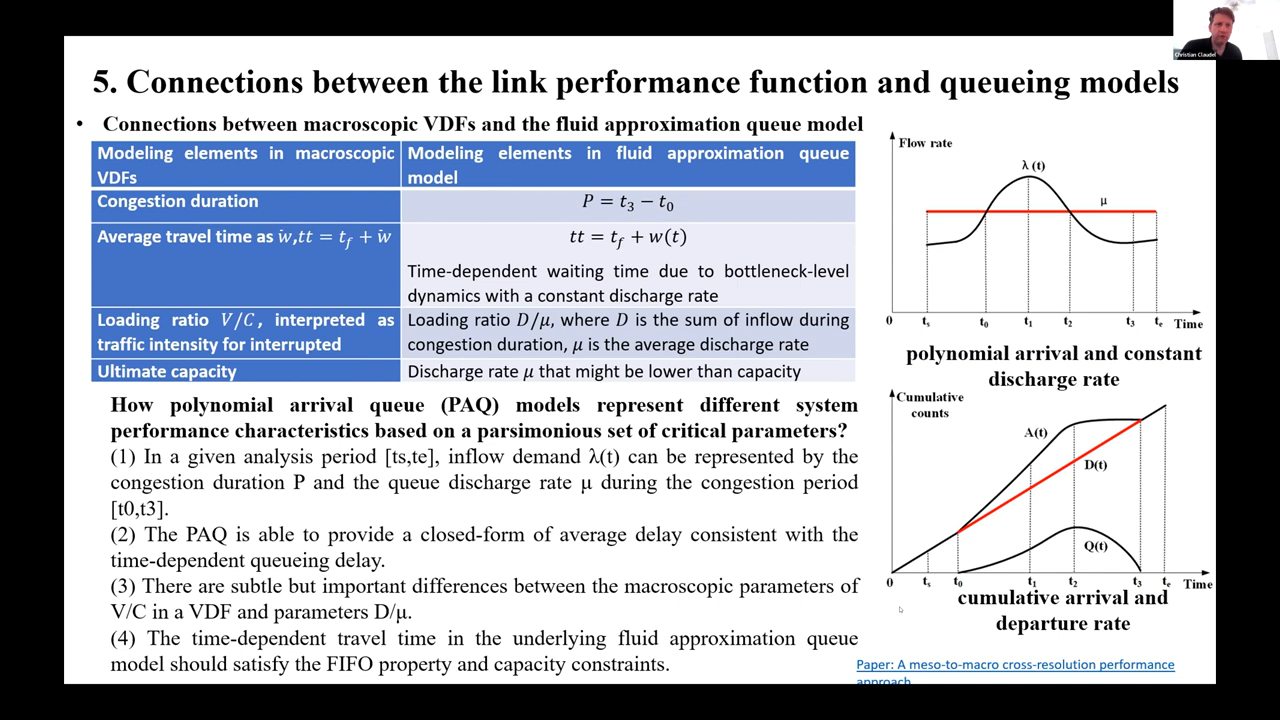 Christian Claudel
5. Connections between the link performance function and queueing models
• Connections between macroscopic VDFs and the fluid approximation queue model
Modeling elements in macroscopic
VDFs
Modeling elements in fluid approximation queue
model
Congestion duration
P = t₃ − t₀
Average travel time as w̄,tt = t_f + w̄
tt = t_f + w(t)
Time-dependent waiting time due to bottleneck-level
dynamics with a constant discharge rate
Loading ratio V/C, interpreted as
traffic intensity for interrupted
Loading ratio D/μ, where D is the sum of inflow during
congestion duration, μ is the average discharge rate
Ultimate capacity
Discharge rate μ that might be lower than capacity
How polynomial arrival queue (PAQ) models represent different system
performance characteristics based on a parsimonious set of critical parameters?
(1) In a given analysis period [ts,te], inflow demand λ(t) can be represented by the
congestion duration P and the queue discharge rate μ during the congestion period
[t0,t3].
(2) The PAQ is able to provide a closed-form of average delay consistent with the
time-dependent queueing delay.
(3) There are subtle but important differences between the macroscopic parameters of
V/C in a VDF and parameters D/μ.
(4) The time-dependent travel time in the underlying fluid approximation queue
model should satisfy the FIFO property and capacity constraints.
Flow rate
λ (t)
μ
0 tₛ t₀ t₁ t₂ t₃ tₑ Time
polynomial arrival and constant
discharge rate
Cumulative
counts
A(t)
D(t)
Q(t)
0 tₛ t₀ t₁ t₂ t₃ tₑ Time
cumulative arrival and
departure rate
Paper: A meso-to-macro cross-resolution performance
approach